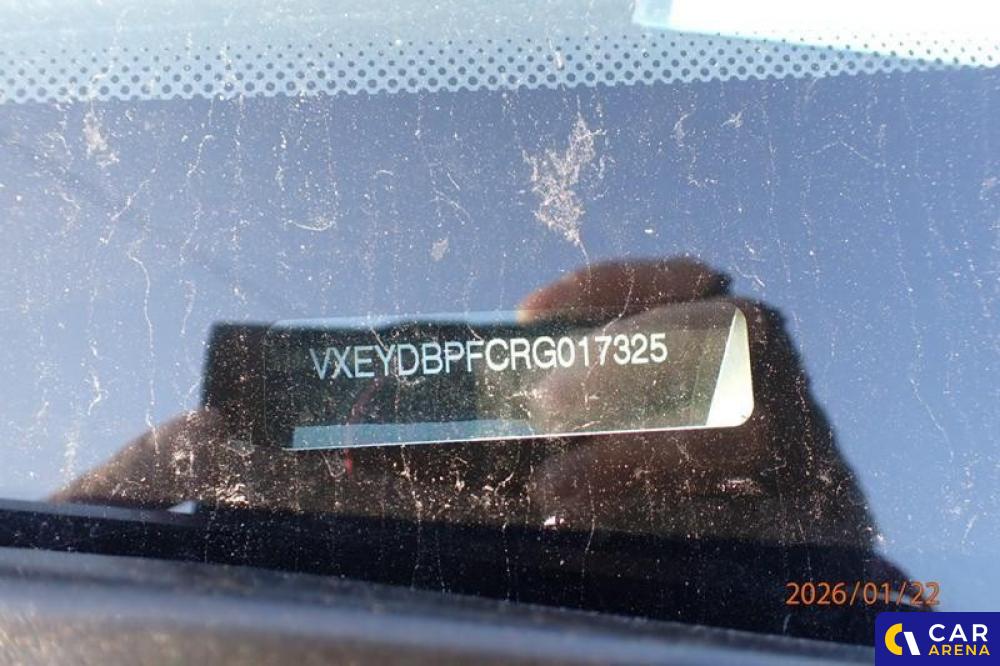 VXEYDBPFCRG017325
2026/01/22
CAR
ARENA